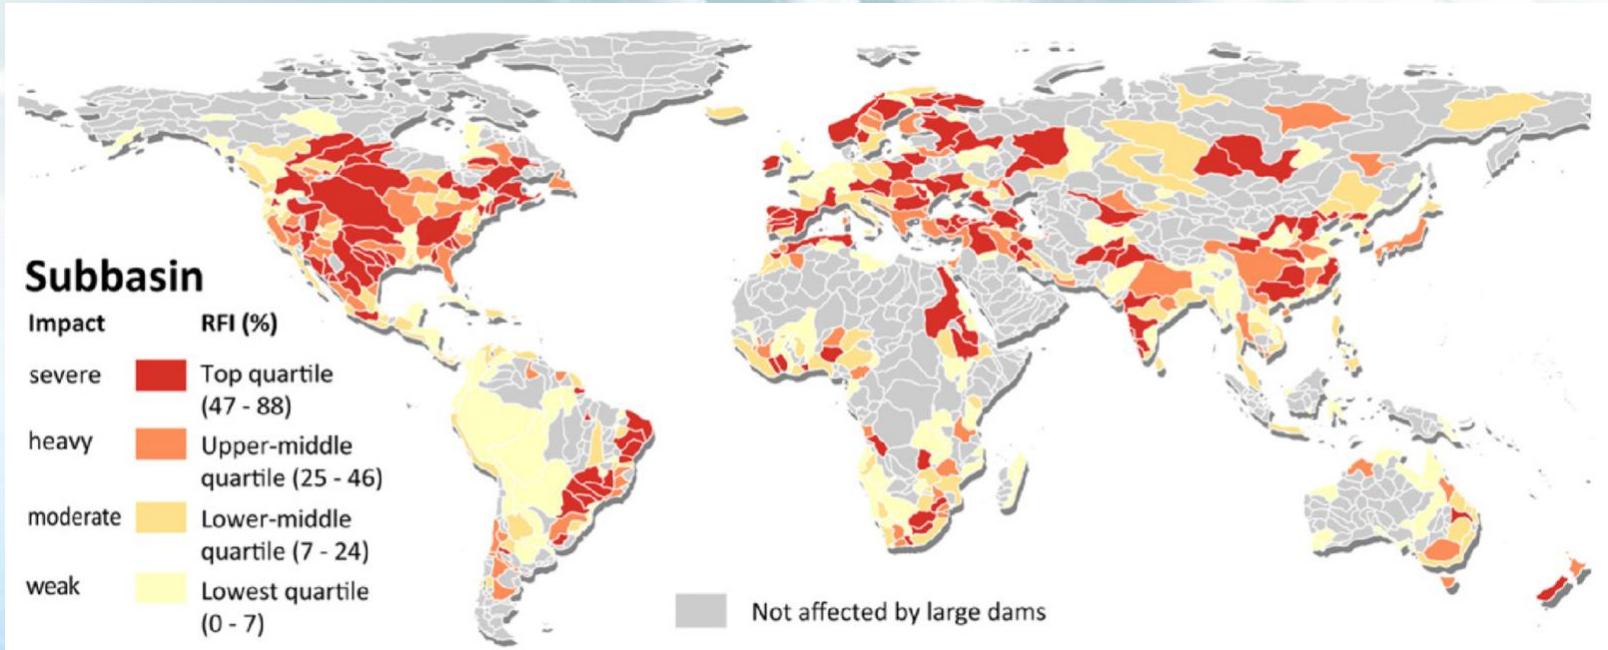 Subbasin
Impact RFI (%)
severe Top quartile
(47 - 88)
heavy Upper-middle
quartile (25 - 46)
moderate Lower-middle
quartile (7 - 24)
weak Lowest quartile
(0 - 7)
Not affected by large dams